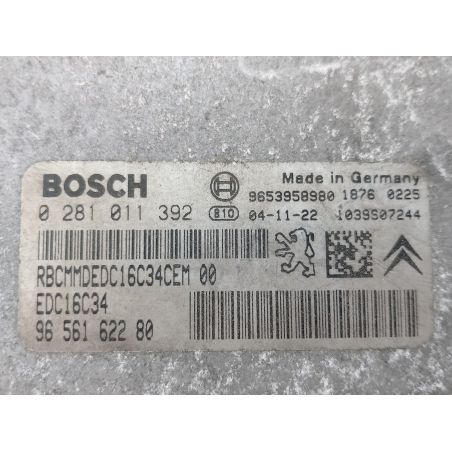 BOSCH
Made in Germany
9653958980 1876 0225
0 281 011 392 810 04-11-22 1039S07244
RBCMMDEDC16C34CEM 00
EDC16C34
96 561 622 80